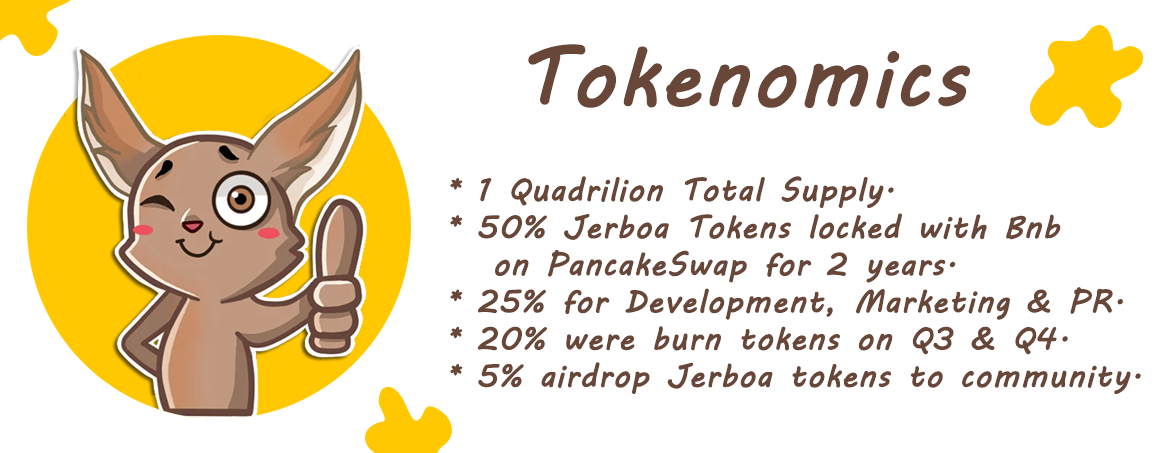 Tokenomics
* 1 Quadrilion Total Supply.
* 50% Jerboa Tokens locked with Bnb
on PancakeSwap for 2 years.
* 25% for Development, Marketing & PR.
* 20% were burn tokens on Q3 & Q4.
* 5% airdrop Jerboa tokens to community.